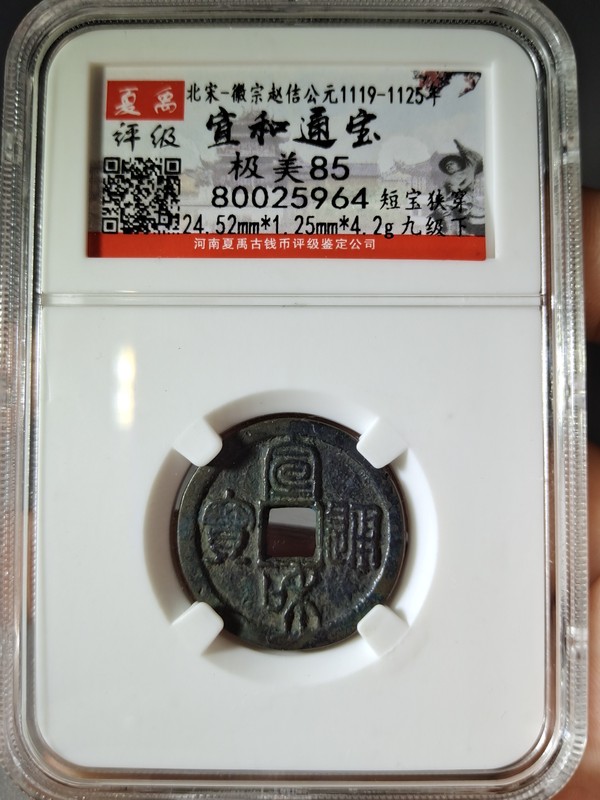 夏禹
评级
北宋-徽宗赵佶公元1119-1125年
宣和通宝
极美85
80025964 短宝狭穿
24.52mm*1.25mm*4.2g 九级下
河南夏禹古钱币评级鉴定公司
宣
和
通
寶